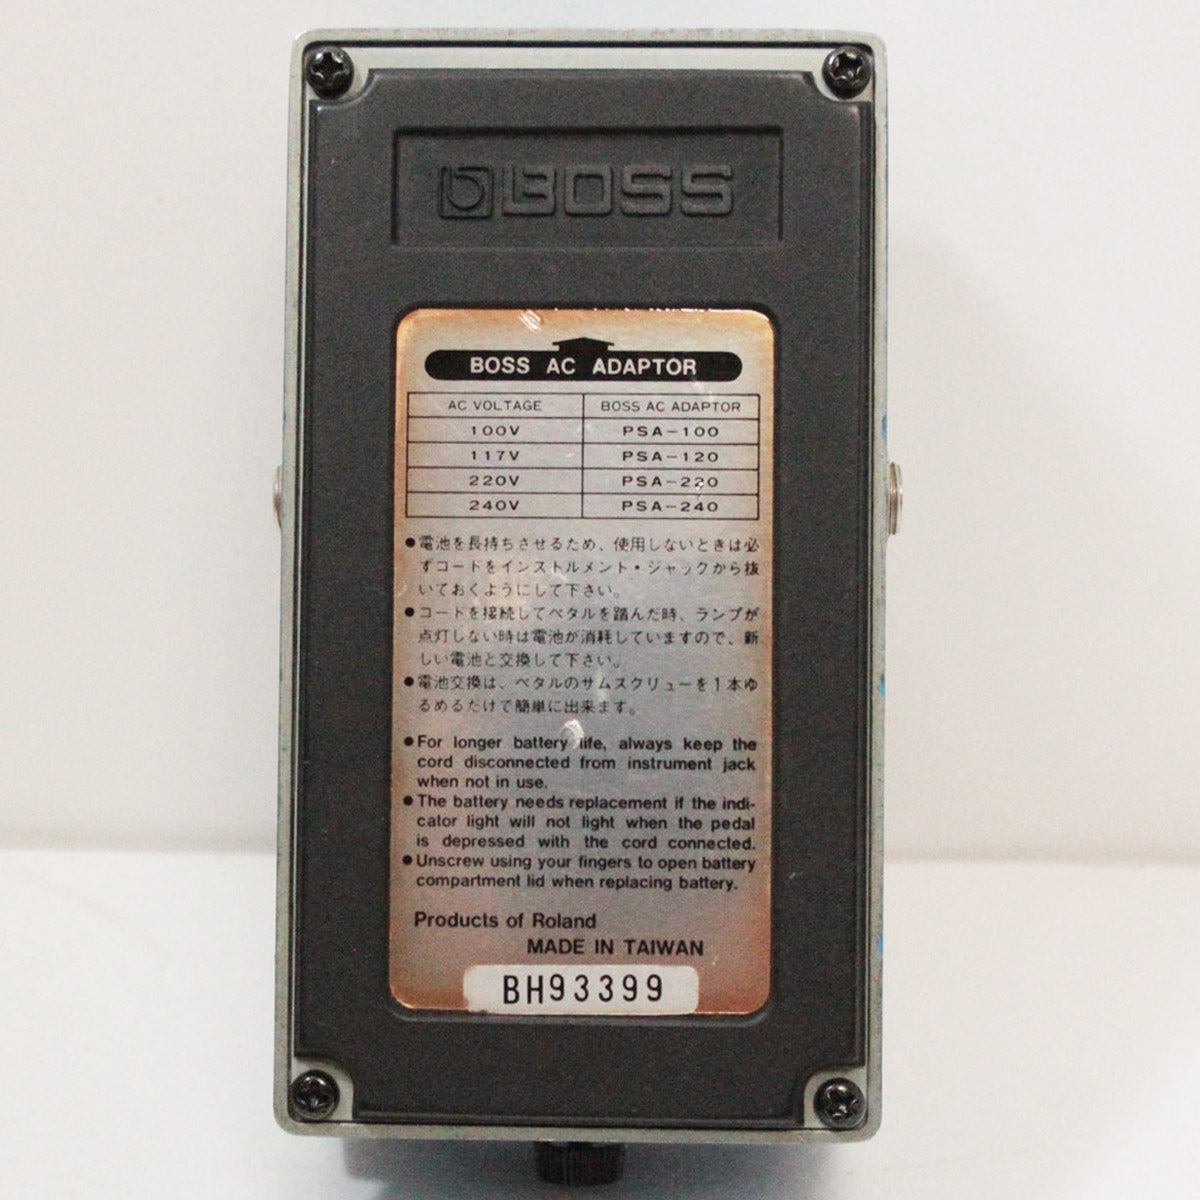 BOSS
BOSS AC ADAPTOR
AC VOLTAGE BOSS AC ADAPTOR
100V PSA-100
117V PSA-120
220V PSA-220
240V PSA-240
●電池を長持ちさせるため、使用しないときは必
ずコードをインストルメント・ジャックから抜
いておくようにして下さい。
●コードを接続してペタルを踏んだ時、ランプが
点灯しない時は電池が消耗していますので、新
しい電池と交換して下さい。
●電池交換は、ペタルのサムスクリューを1本ゆ
るめるだけで簡単に出来ます。
●For longer battery life, always keep the
cord disconnected from instrument jack
when not in use.
●The battery needs replacement if the indi-
cator light will not light when the pedal
is depressed with the cord connected.
●Unscrew using your fingers to open battery
compartment lid when replacing battery.
Products of Roland
MADE IN TAIWAN
BH93399